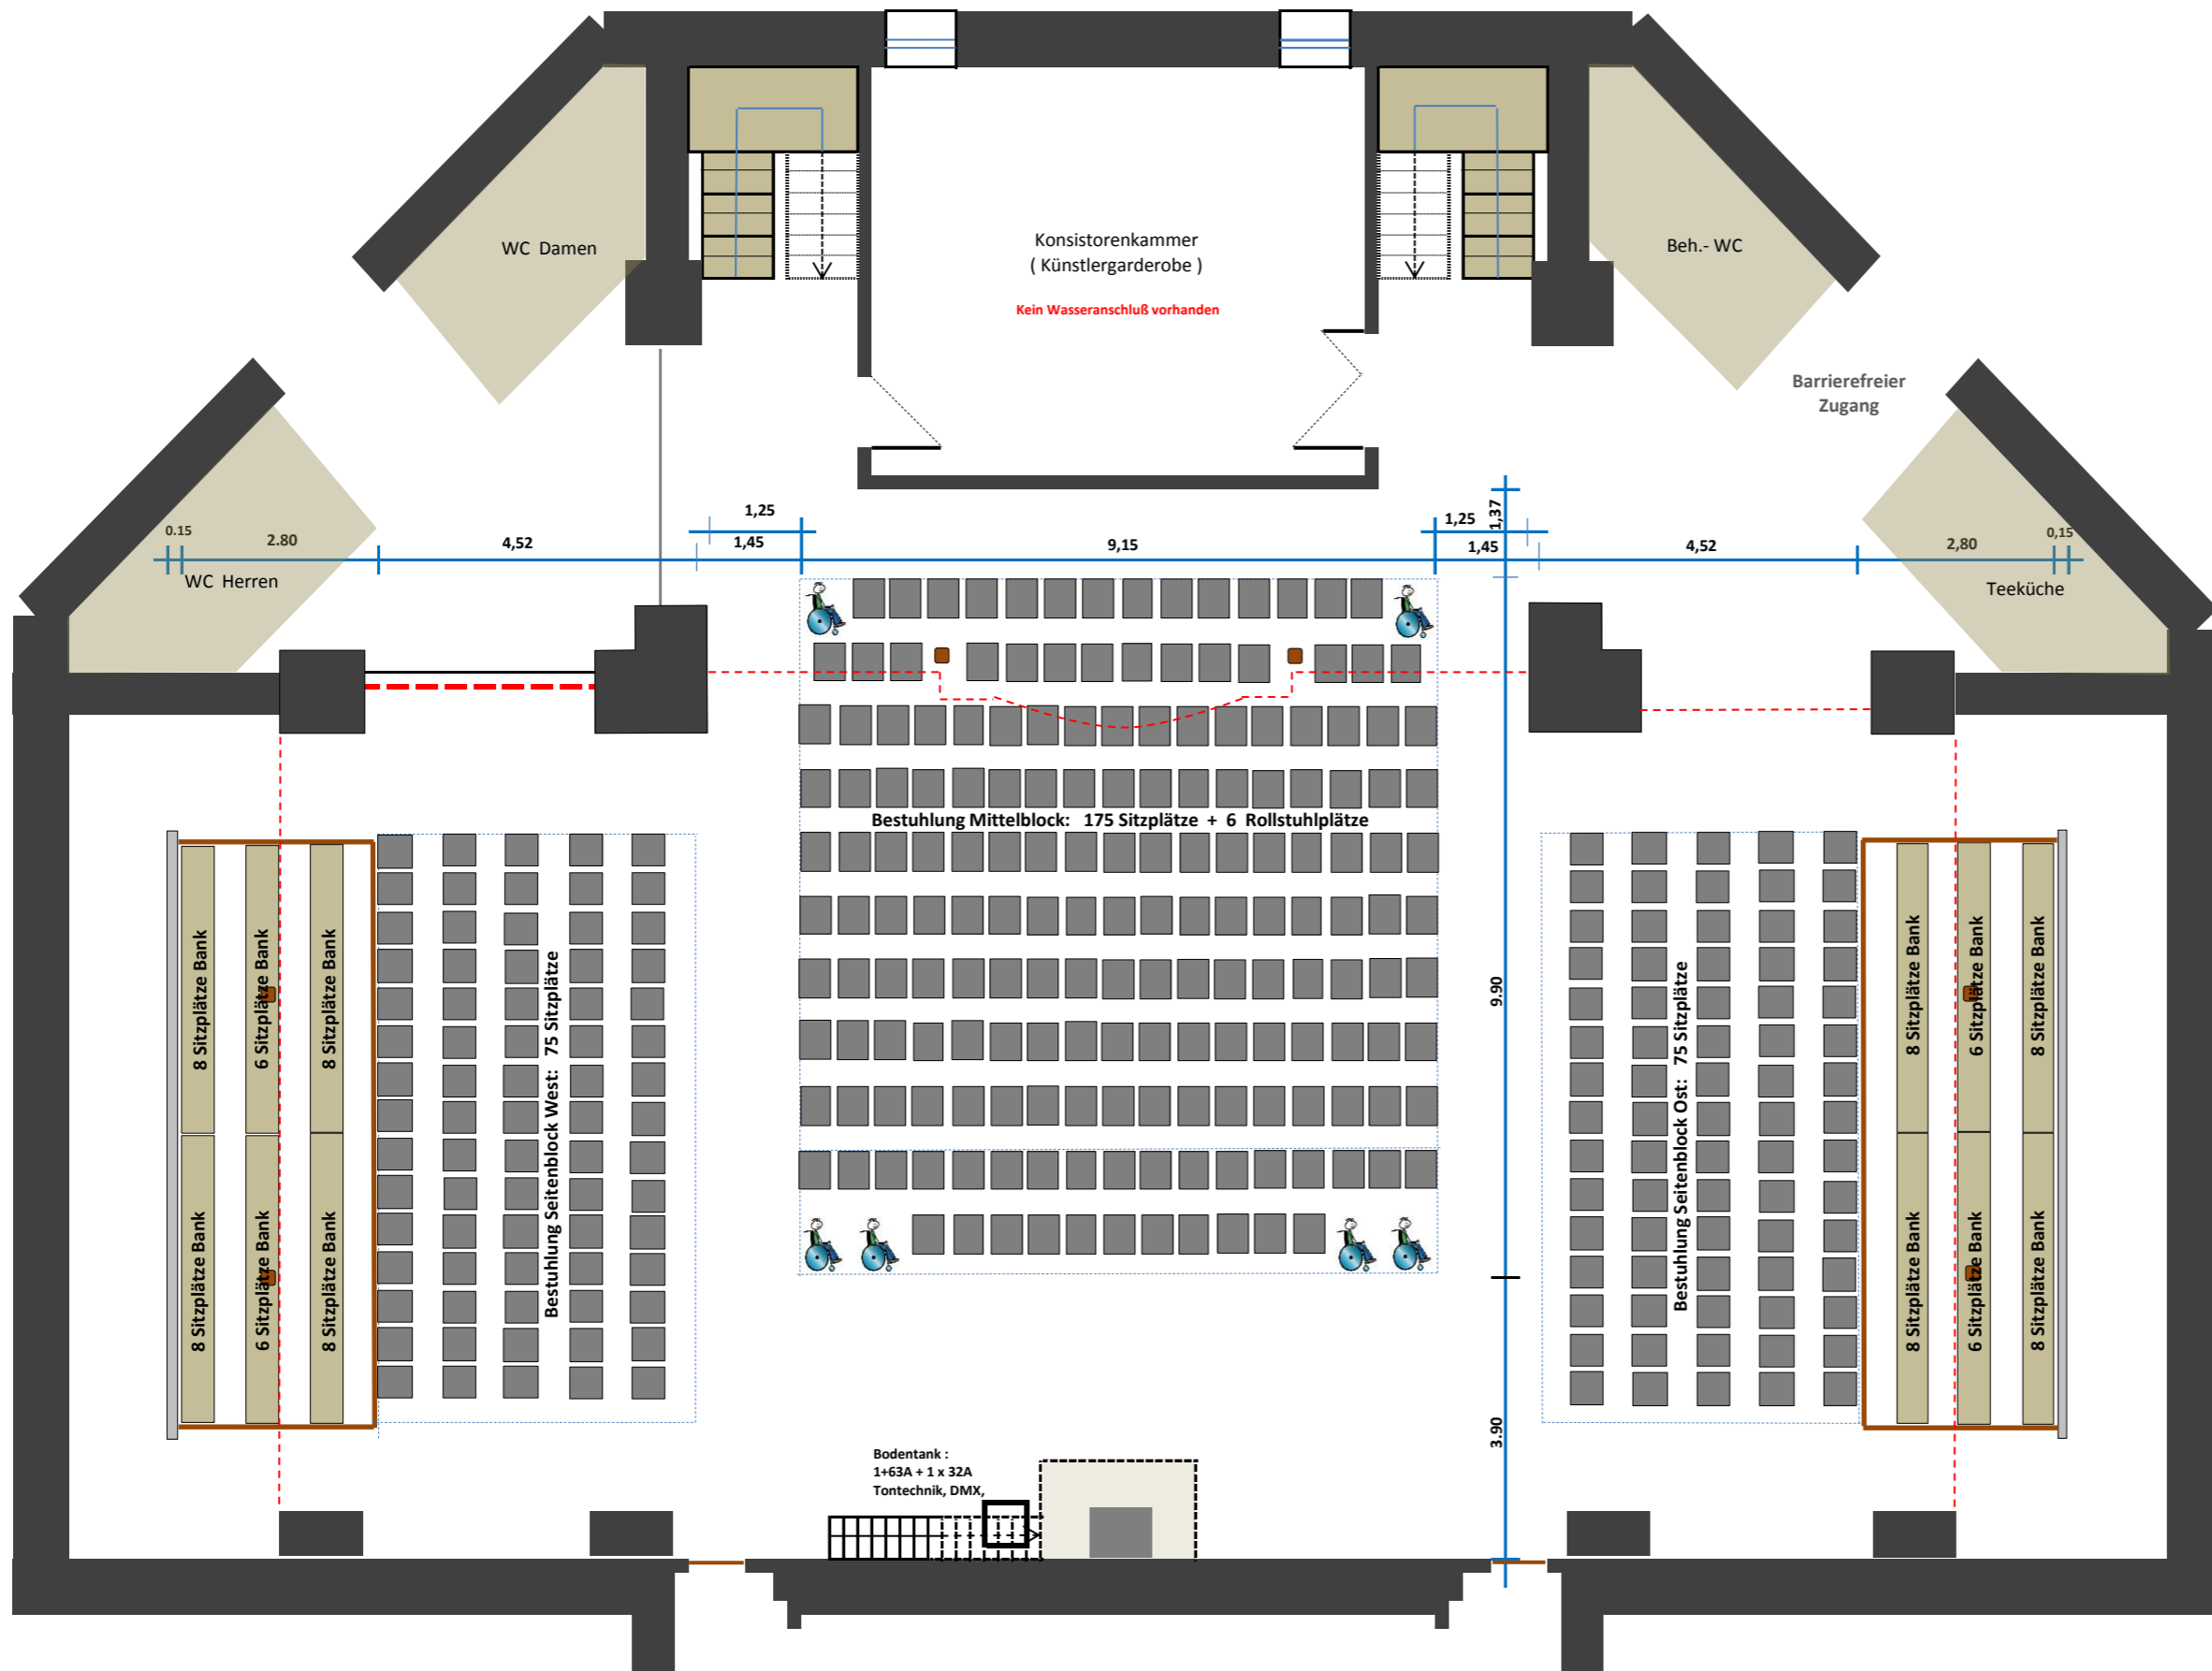 WC  Damen
Konsistorenkammer
( Künstlergarderobe )
Kein Wasseranschluß vorhanden
Beh.- WC
Barrierefreier
Zugang
0.15
2.80
4,52
1,25
1,45
9,15
1,25
1,37
1,45
4,52
2,80
0,15
WC  Herren
Teeküche
Bestuhlung Mittelblock:   175 Sitzplätze  +  6  Rollstuhlplätze
8 Sitzplätze Bank
6 Sitzplätze Bank
8 Sitzplätze Bank
8 Sitzplätze Bank
6 Sitzplätze Bank
8 Sitzplätze Bank
Bestuhlung Seitenblock West:   75 Sitzplätze
9.90
3.90
Bestuhlung Seitenblock Ost:   75 Sitzplätze
8 Sitzplätze Bank
6 Sitzplätze Bank
8 Sitzplätze Bank
8 Sitzplätze Bank
6 Sitzplätze Bank
8 Sitzplätze Bank
Bodentank :
1+63A + 1 x 32A
Tontechnik, DMX,